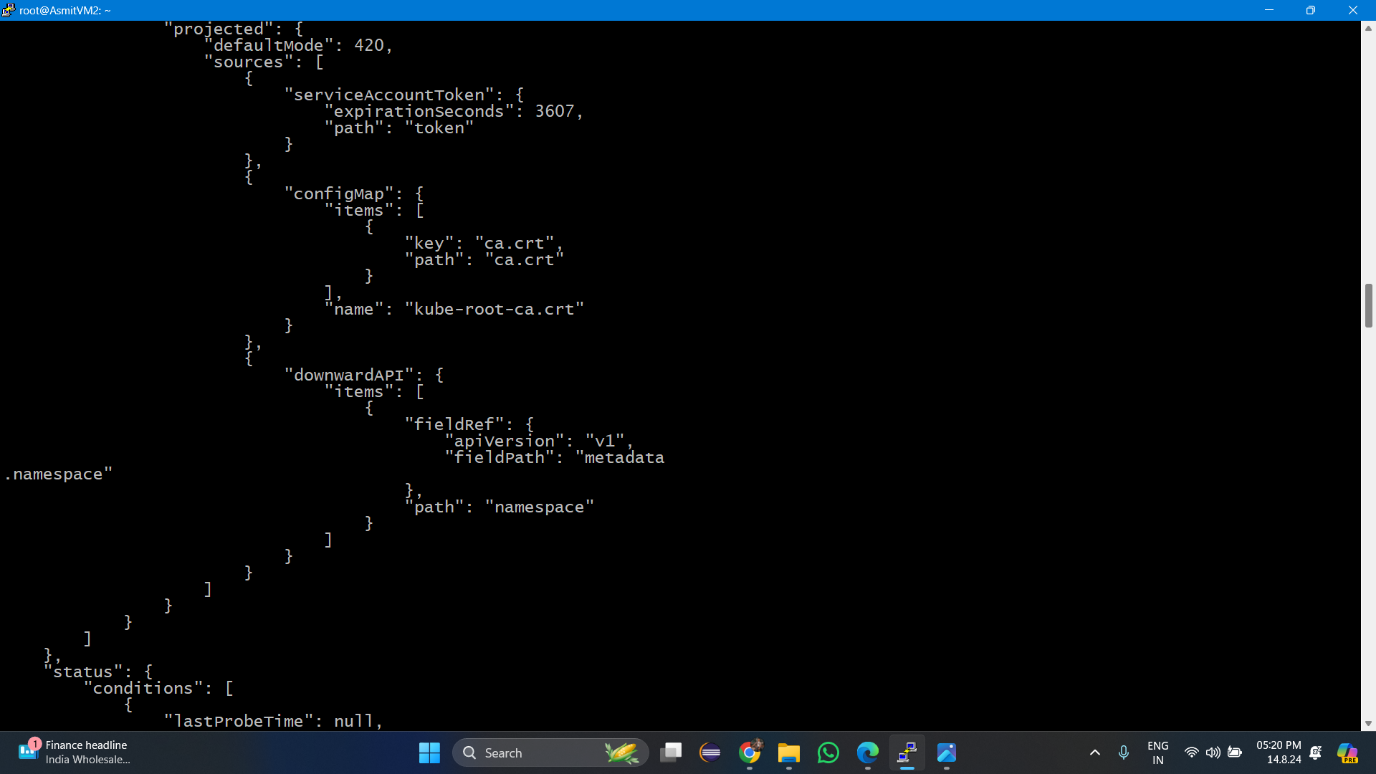 root@AsmitVM2: ~
"projected": {
"defaultMode": 420,
"sources": [
{
"serviceAccountToken": {
"expirationSeconds": 3607,
"path": "token"
}
},
{
"configMap": {
"items": [
{
"key": "ca.crt",
"path": "ca.crt"
}
],
"name": "kube-root-ca.crt"
}
},
{
"downwardAPI": {
"items": [
{
"fieldRef": {
"apiVersion": "v1",
"fieldPath": "metadata
.namespace"
},
"path": "namespace"
}
]
}
}
]
}
}
]
},
"status": {
"conditions": [
{
"lastProbeTime": null,
1
Finance headline
India Wholesale...
Search
PRE
ENG
IN
05:20 PM
14.8.24